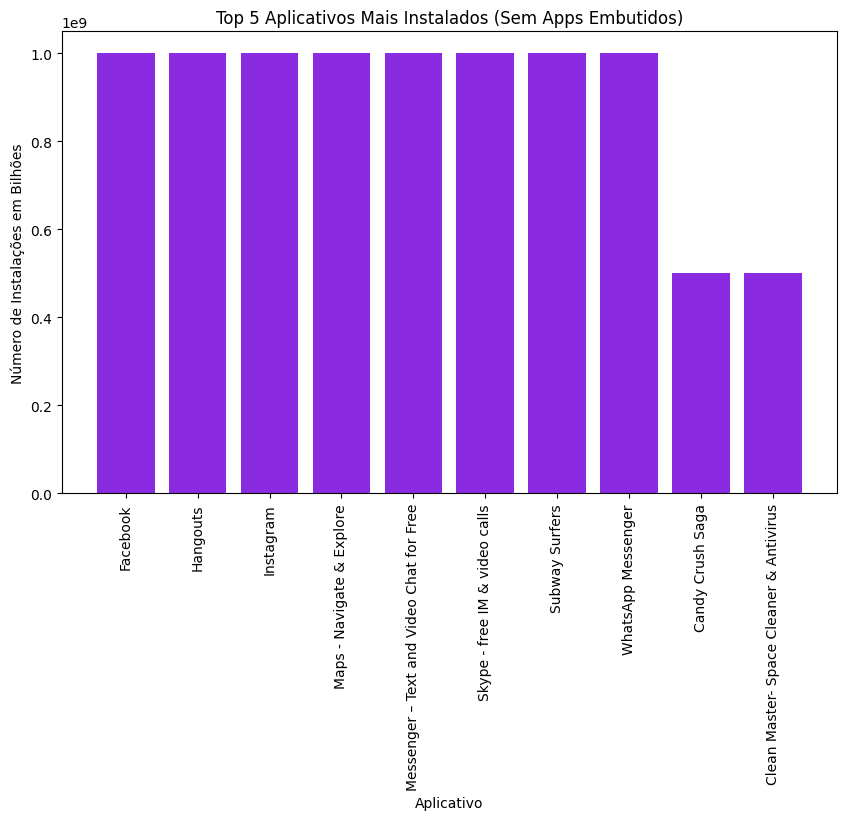 Top 5 Aplicativos Mais Instalados (Sem Apps Embutidos)
1e9
Número de Instalações em Bilhões
1.0
0.8
0.6
0.4
0.2
0.0
Facebook
Hangouts
Instagram
Maps - Navigate & Explore
Messenger – Text and Video Chat for Free
Skype - free IM & video calls
Subway Surfers
WhatsApp Messenger
Candy Crush Saga
Clean Master- Space Cleaner & Antivirus
Aplicativo